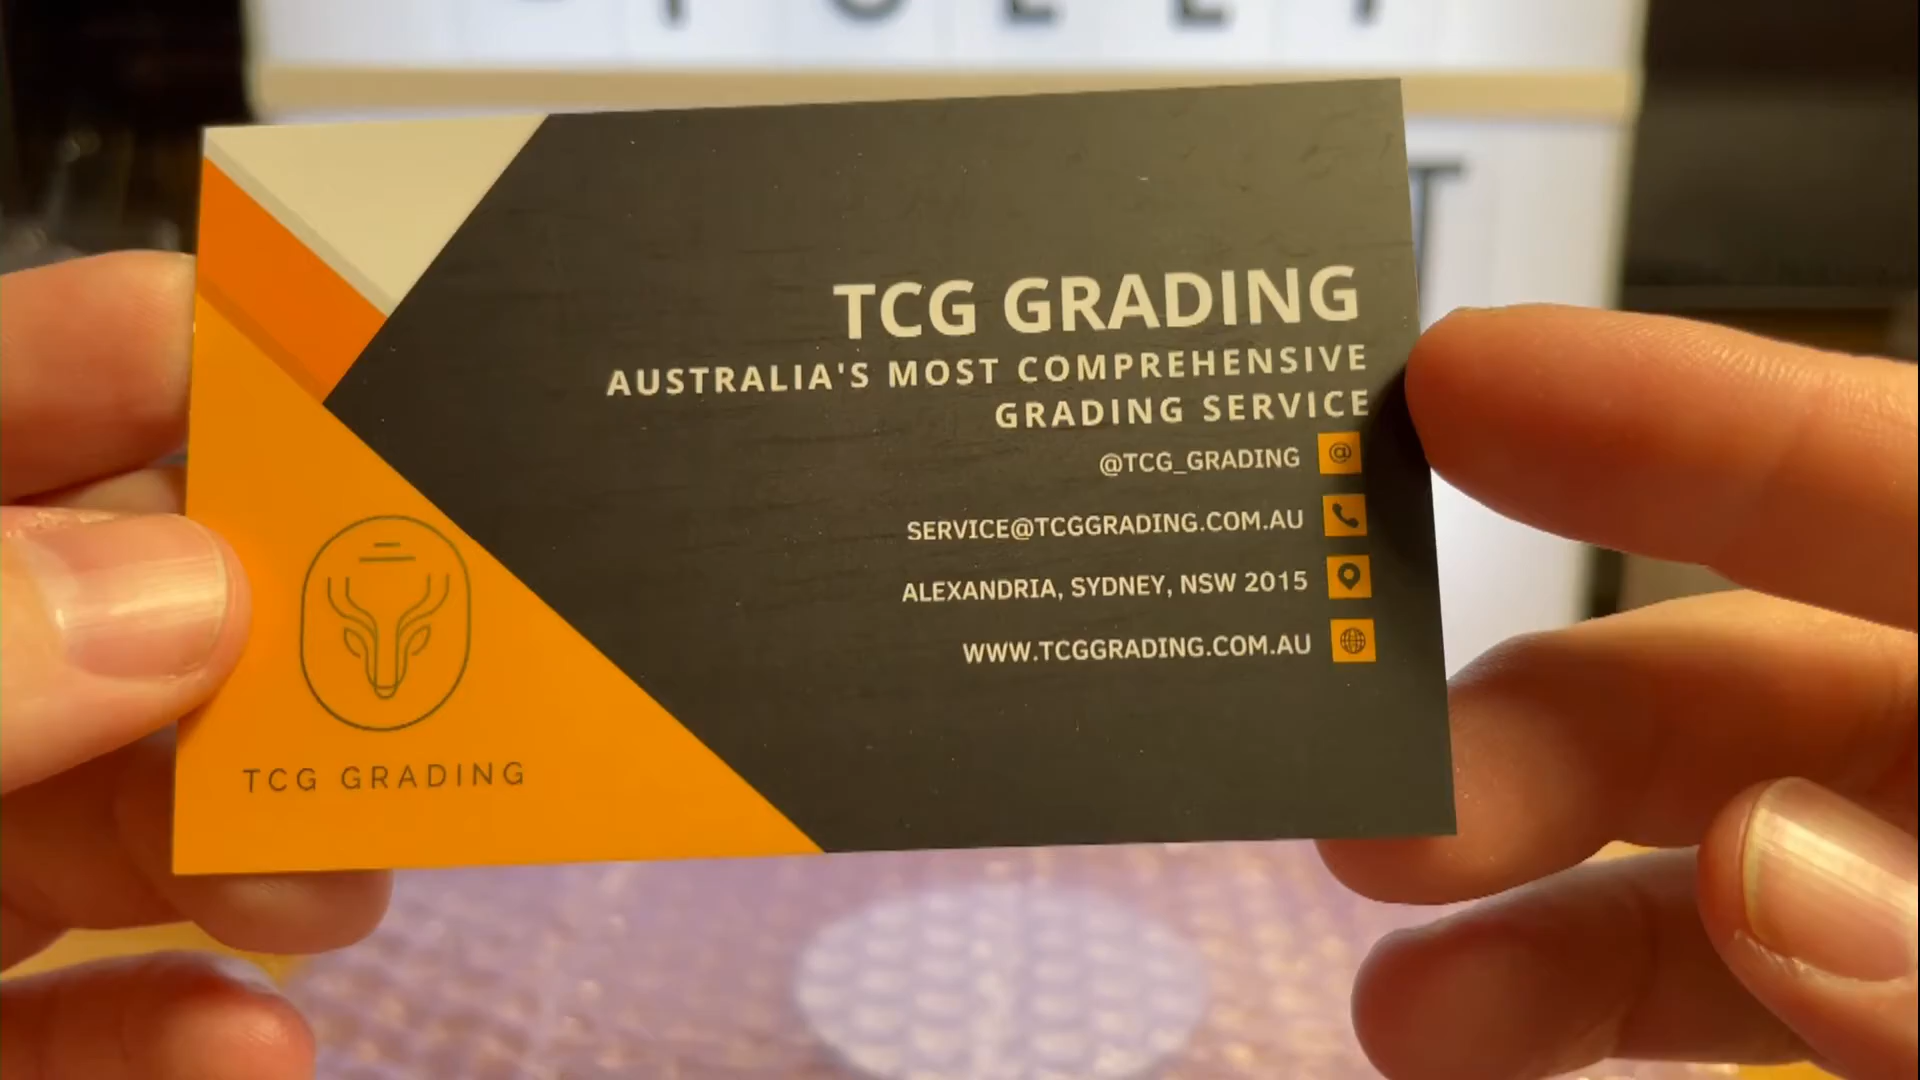 TCG GRADING
AUSTRALIA'S MOST COMPREHENSIVE
GRADING SERVICE
@TCG_GRADING
SERVICE@TCGGRADING.COM.AU
ALEXANDRIA, SYDNEY, NSW 2015
WWW.TCGGRADING.COM.AU
TCG GRADING